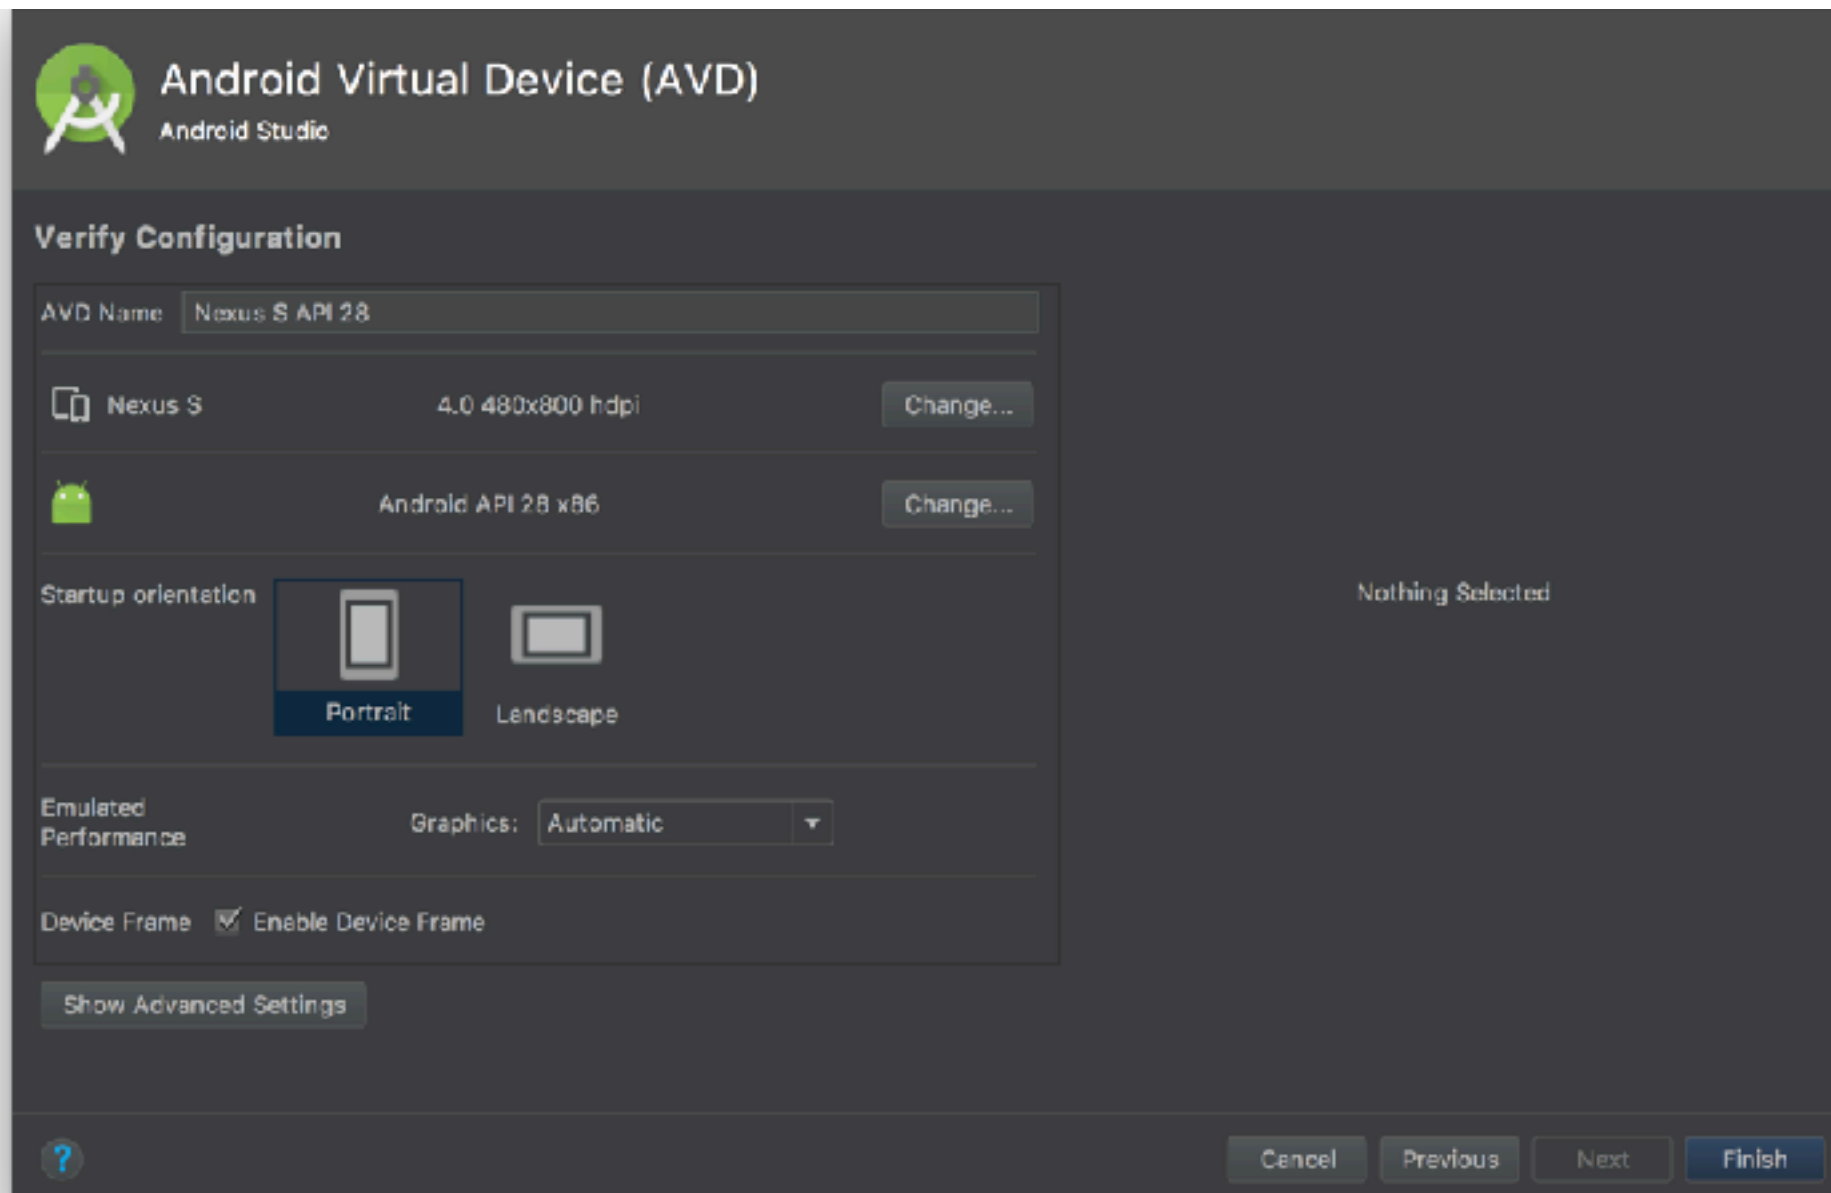 Android Virtual Device (AVD)
Android Studio
Verify Configuration
AVD Name Nexus S API 28
Nexus S 4.0 480x800 hdpi Change...
Android API 28 x86 Change...
Startup orientation
Nothing Selected
Portrait Landscape
Emulated
Performance
Graphics: Automatic
Device Frame Enable Device Frame
Show Advanced Settings
? Cancel Previous Next Finish